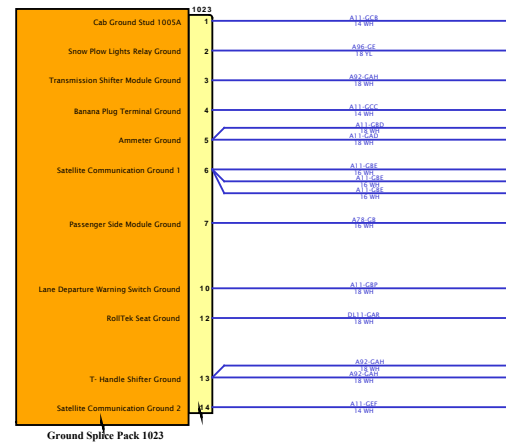 1023
Cab Ground Stud 1005A 1 A11-GCB
14 WH
Snow Plow Lights Relay Ground 2 A96-GE
18 YL
Transmission Shifter Module Ground 3 A92-GAH
18 WH
Banana Plug Terminal Ground 4 A11-GCC
14 WH
A11-GBD
18 WH
Ammeter Ground 5 A11-GAD
18 WH
Satellite Communication Ground 1 6 A11-GBE
16 WH
A11-GBE
16 WH
A11-GBE
16 WH
Passenger Side Module Ground 7 A78-GB
16 WH
Lane Departure Warning Switch Ground 10 A11-GBP
18 WH
RollTek Seat Ground 12 DL11-GAR
18 WH
A92-GAH
18 WH
T- Handle Shifter Ground 13 A92-GAH
18 WH
Satellite Communication Ground 2 14 A11-GEF
14 WH
Ground Splice Pack 1023